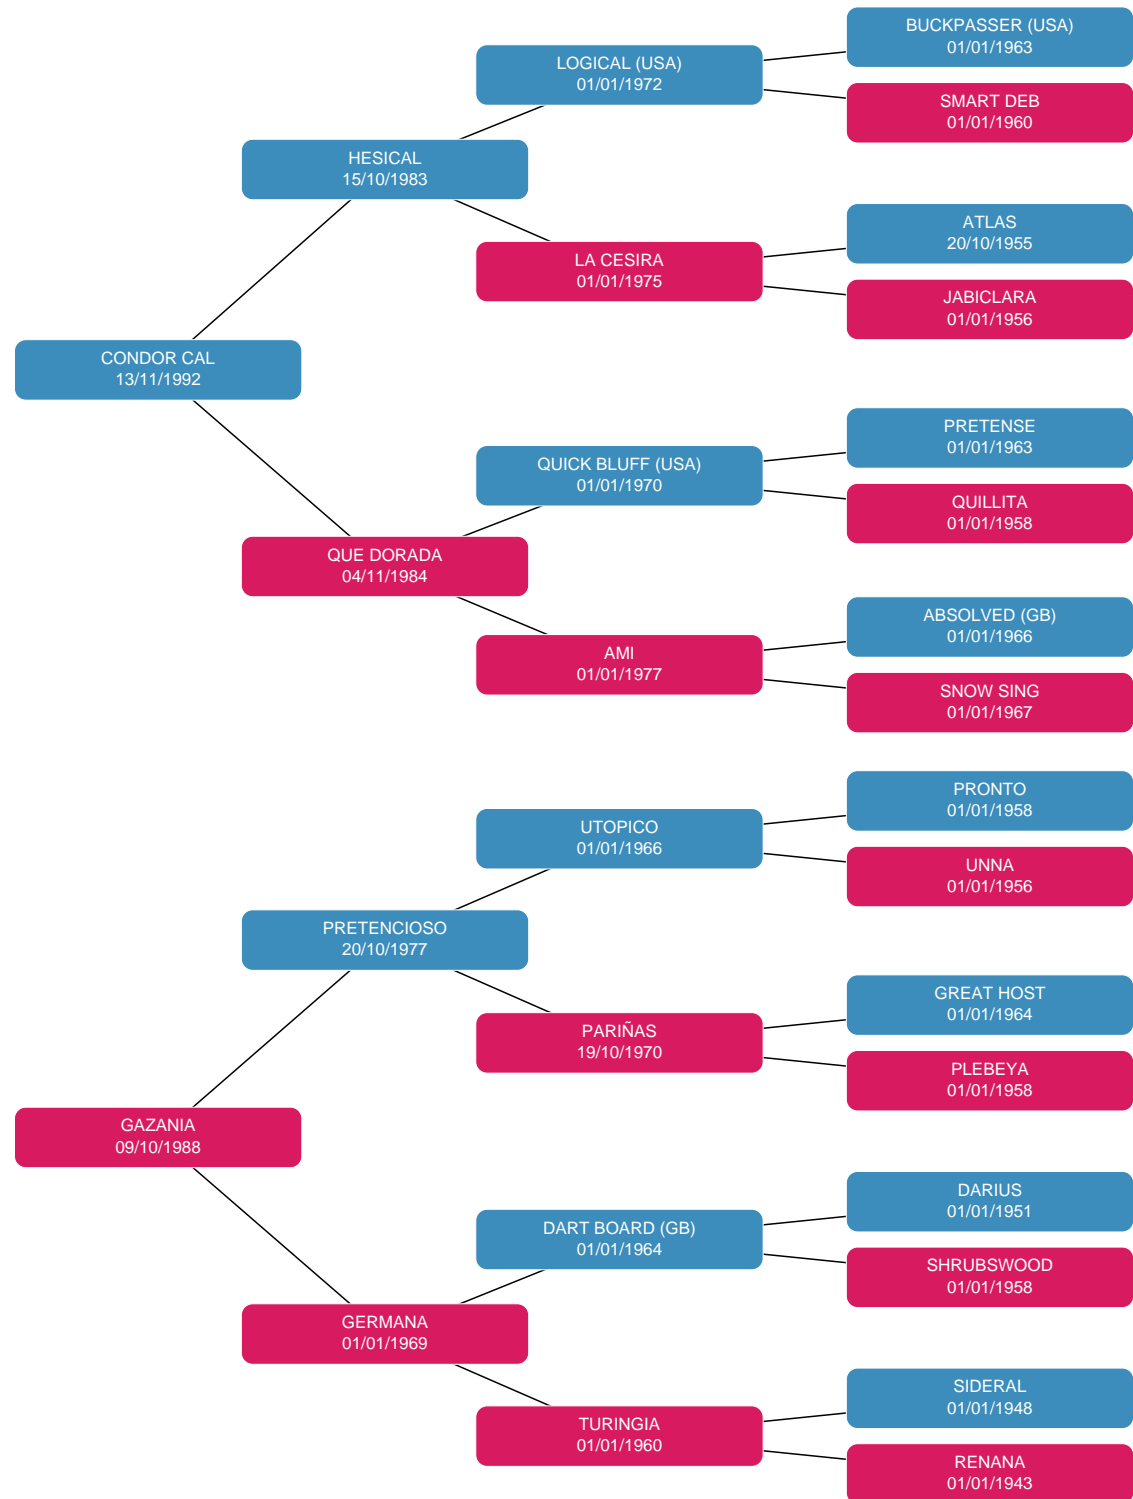 BUCKPASSER (USA)
01/01/1963
LOGICAL (USA)
01/01/1972
SMART DEB
01/01/1960
HESICAL
15/10/1983
ATLAS
20/10/1955
LA CESIRA
01/01/1975
JABICLARA
01/01/1956
CONDOR CAL
13/11/1992
PRETENSE
01/01/1963
QUICK BLUFF (USA)
01/01/1970
QUILLITA
01/01/1958
QUE DORADA
04/11/1984
ABSOLVED (GB)
01/01/1966
AMI
01/01/1977
SNOW SING
01/01/1967
PRONTO
01/01/1958
UTOPICO
01/01/1966
UNNA
01/01/1956
PRETENCIOSO
20/10/1977
GREAT HOST
01/01/1964
PARIÑAS
19/10/1970
PLEBEYA
01/01/1958
GAZANIA
09/10/1988
DARIUS
01/01/1951
DART BOARD (GB)
01/01/1964
SHRUBSWOOD
01/01/1958
GERMANA
01/01/1969
SIDERAL
01/01/1948
TURINGIA
01/01/1960
RENANA
01/01/1943